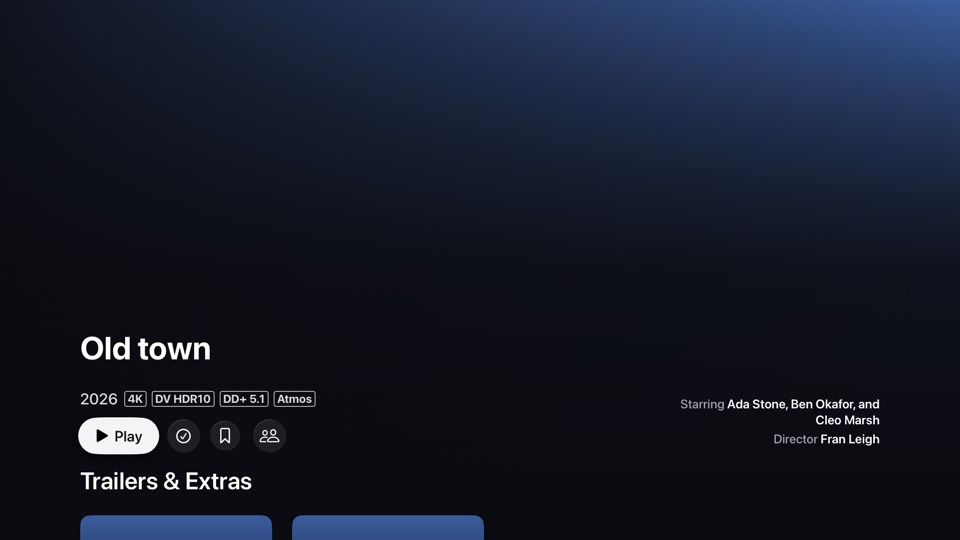 Old town
2026 4K DV HDR10 DD+ 5.1 Atmos
Starring Ada Stone, Ben Okafor, and
Cleo Marsh
Play
Director Fran Leigh
Trailers & Extras